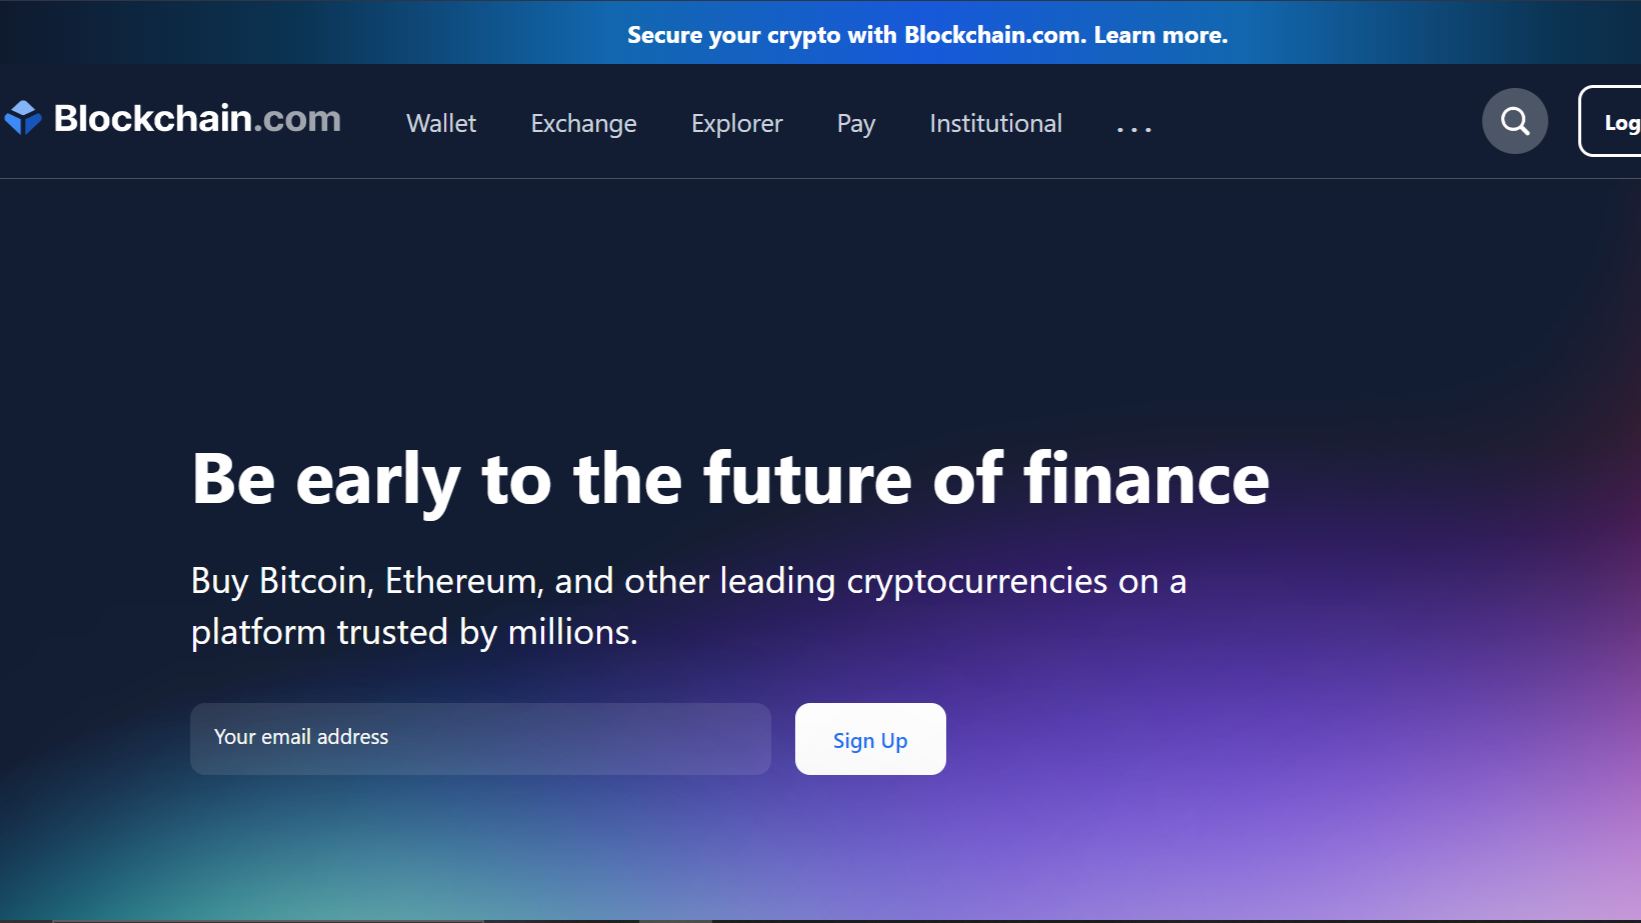 Secure your crypto with Blockchain.com. Learn more.
Blockchain.com
Wallet Exchange Explorer Pay Institutional ...
Log
Be early to the future of finance
Buy Bitcoin, Ethereum, and other leading cryptocurrencies on a
platform trusted by millions.
Your email address
Sign Up